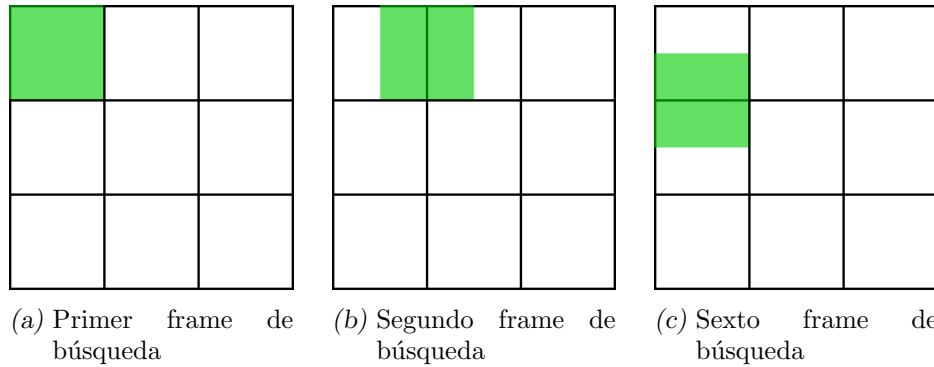 (a) Primer frame de
búsqueda
(b) Segundo frame de
búsqueda
(c) Sexto frame de
búsqueda